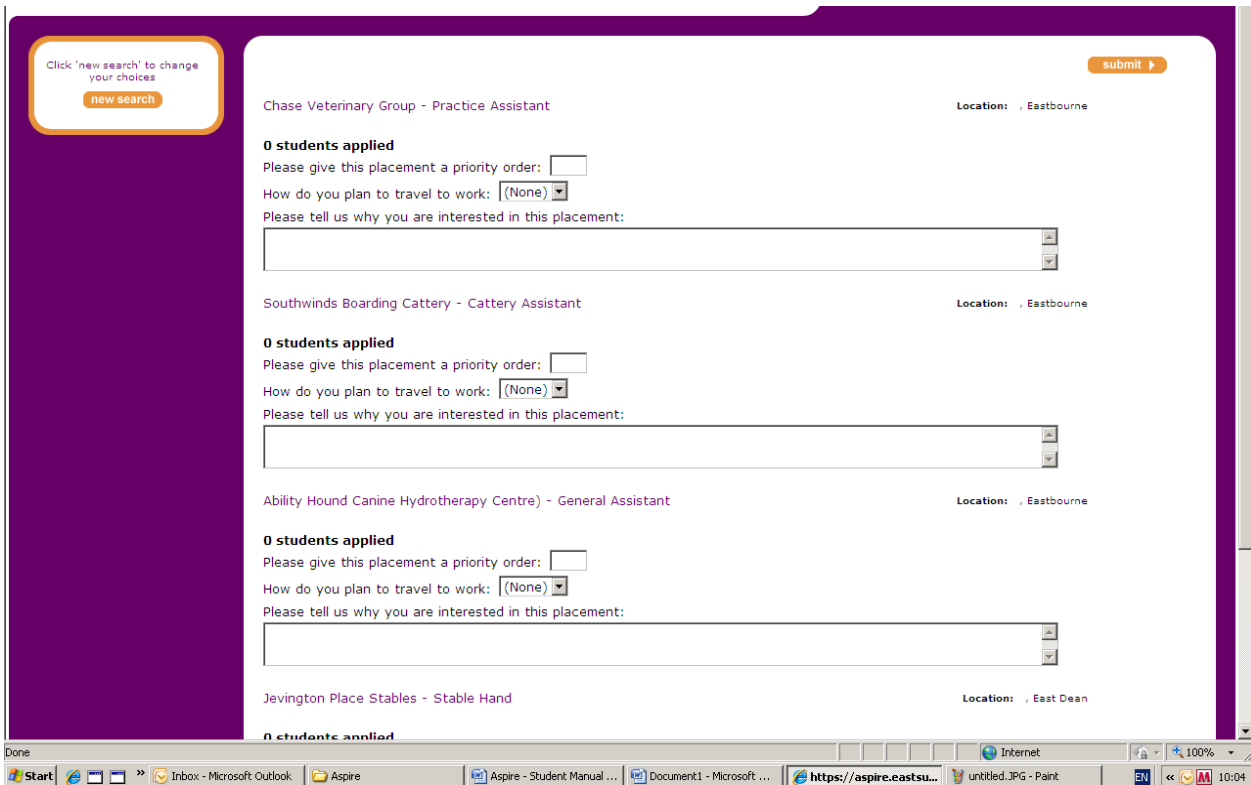 Click 'new search' to change
your choices
new search
submit
Chase Veterinary Group - Practice Assistant
Location: , Eastbourne
0 students applied
Please give this placement a priority order:
How do you plan to travel to work: (None)
Please tell us why you are interested in this placement:
Southwinds Boarding Cattery - Cattery Assistant
Location: , Eastbourne
0 students applied
Please give this placement a priority order:
How do you plan to travel to work: (None)
Please tell us why you are interested in this placement:
Ability Hound Canine Hydrotherapy Centre) - General Assistant
Location: , Eastbourne
0 students applied
Please give this placement a priority order:
How do you plan to travel to work: (None)
Please tell us why you are interested in this placement:
Jevington Place Stables - Stable Hand
Location: , East Dean
0 students applied
Done
Internet
100%
Start
Inbox - Microsoft Outlook
Aspire
Aspire - Student Manual ...
Document1 - Microsoft ...
https://aspire.eastsu...
untitled.JPG - Paint
EN
10:04